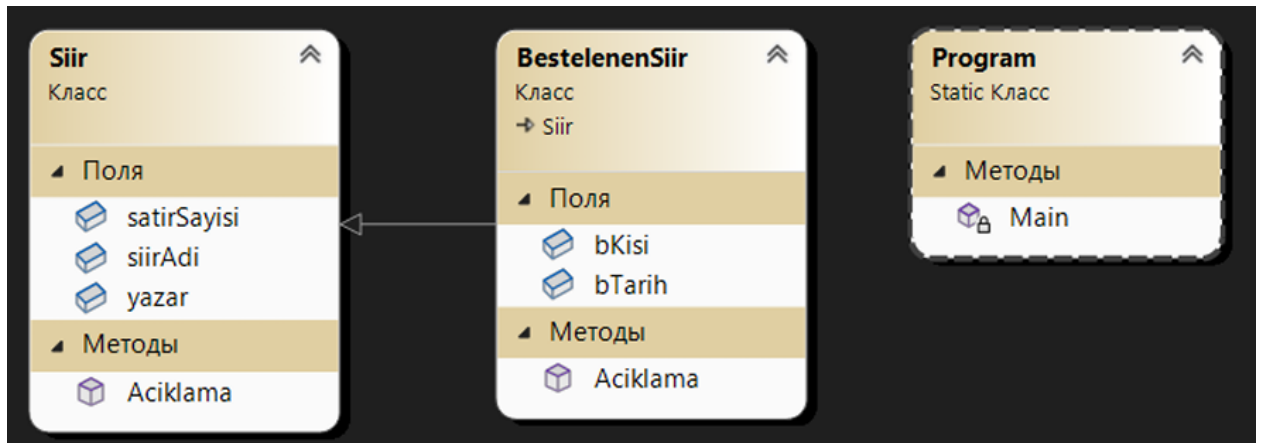 Siir
Класс
Поля
satirSayisi
siirAdi
yazar
Методы
Aciklama
BestelenenSiir
Класс
Siir
Поля
bKisi
bTarih
Методы
Aciklama
Program
Static Класс
Методы
Main